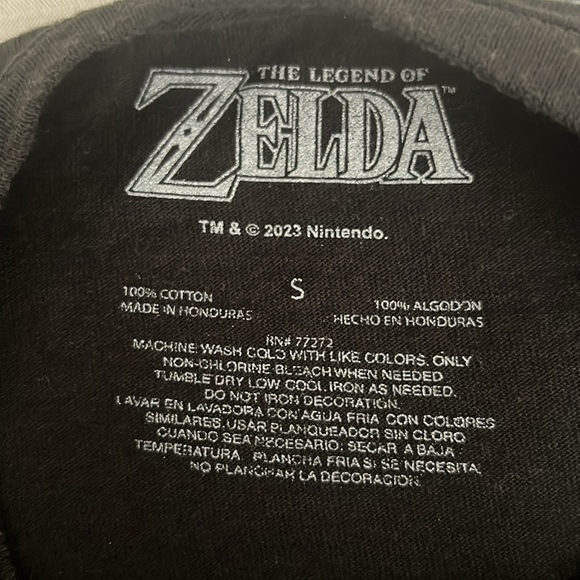 THE LEGEND OF
ZELDA™
TM & © 2023 Nintendo.
S
100% COTTON
MADE IN HONDURAS
100% ALGODON
HECHO EN HONDURAS
RN# 77272
MACHINE WASH COLD WITH LIKE COLORS. ONLY
NON-CHLORINE BLEACH WHEN NEEDED
TUMBLE DRY LOW COOL IRON AS NEEDED.
DO NOT IRON DECORATION.
LAVAR EN LAVADORA CON AGUA FRIA CON COLORES
SIMILARES, USAR PLANQUEADOR SIN CLORO
CUANDO SEA NECESARIO: SECAR A BAJA
TEMPERATURA. PLANCHA FRIA SI SE NECESITA,
NO PLANCHAR LA DECORACION.